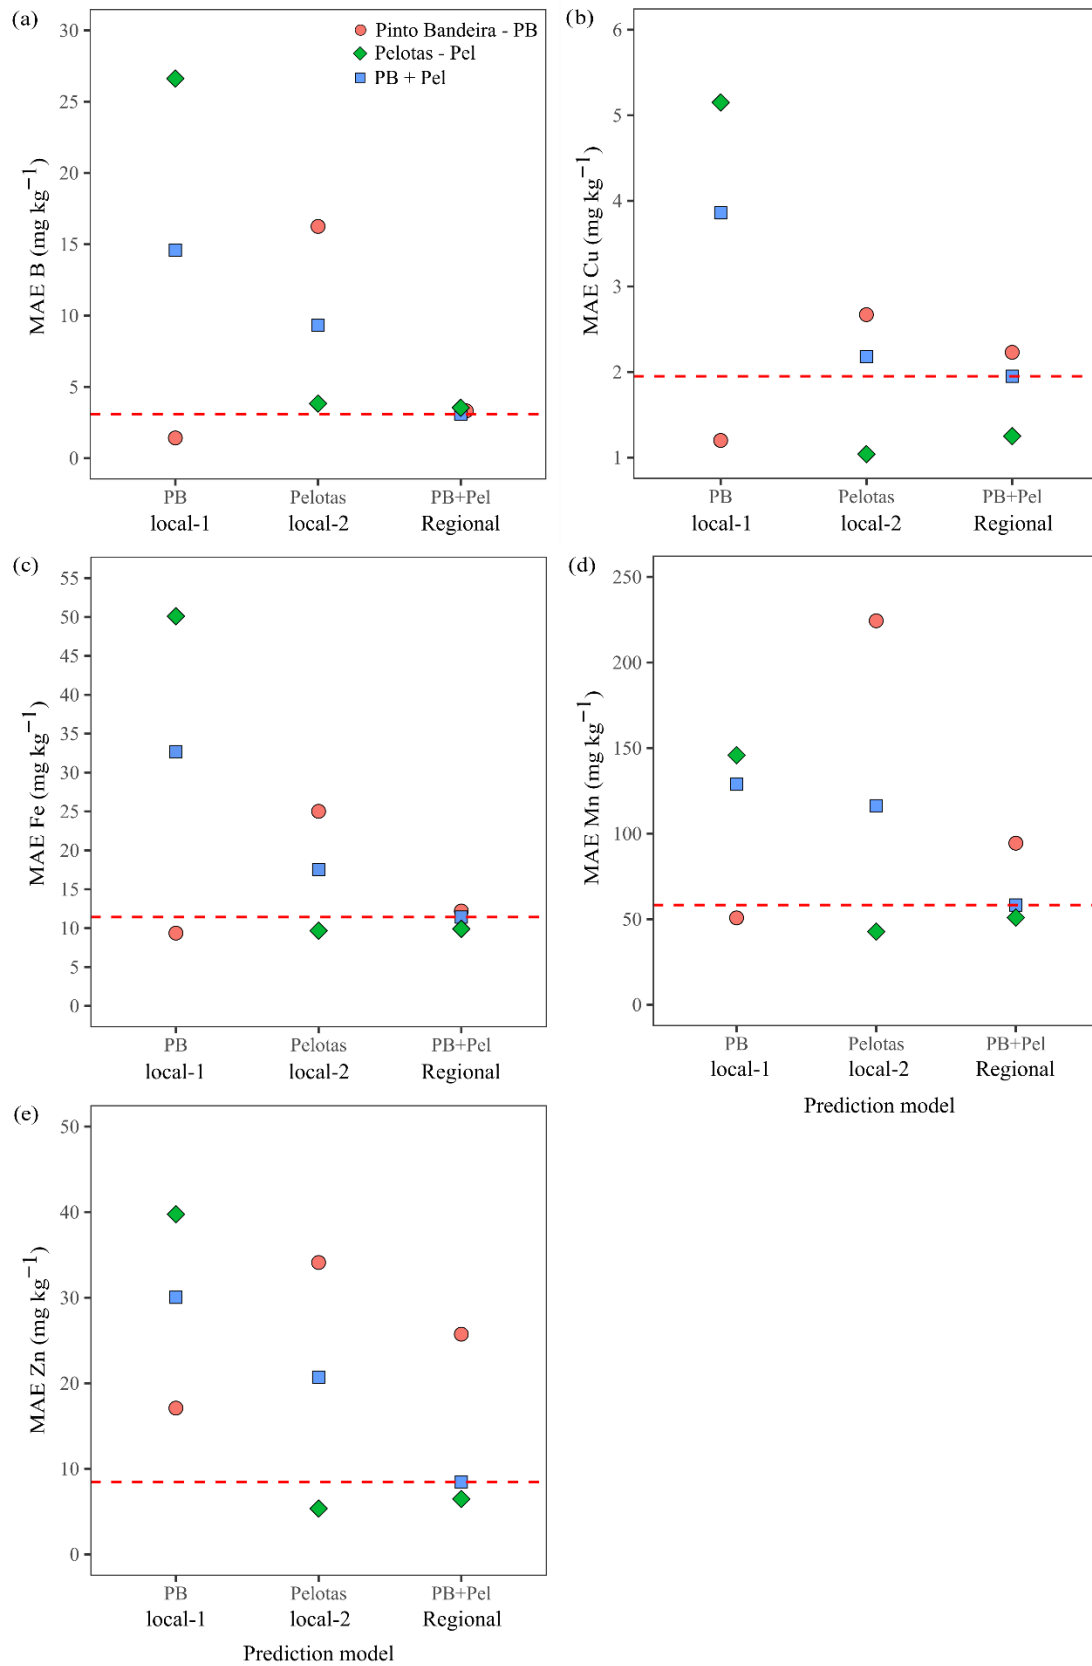 (a)
MAE B (mg kg⁻¹)
30
25
20
15
10
5
0
Pinto Bandeira - PB
Pelotas - Pel
PB + Pel
PB Pelotas PB+Pel
local-1 local-2 Regional
(b)
MAE Cu (mg kg⁻¹)
6
5
4
3
2
1
PB Pelotas PB+Pel
local-1 local-2 Regional
(c)
MAE Fe (mg kg⁻¹)
55
50
45
40
35
30
25
20
15
10
5
0
PB Pelotas PB+Pel
local-1 local-2 Regional
(d)
MAE Mn (mg kg⁻¹)
250
200
150
100
50
0
PB Pelotas PB+Pel
local-1 local-2 Regional
Prediction model
(e)
MAE Zn (mg kg⁻¹)
50
40
30
20
10
0
PB Pelotas PB+Pel
local-1 local-2 Regional
Prediction model